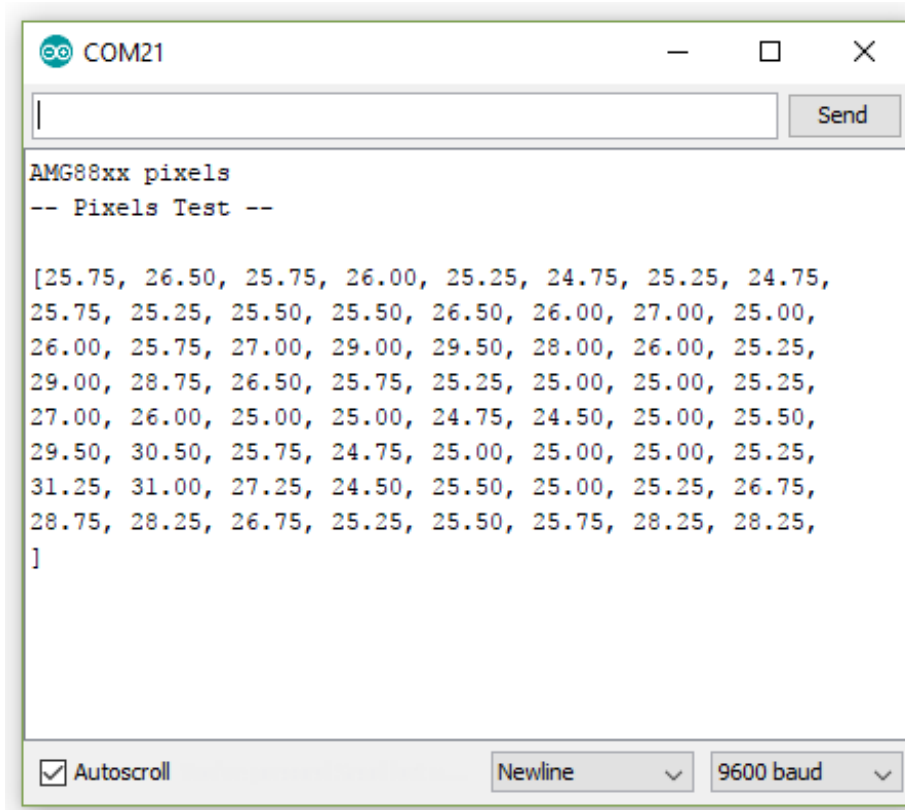 COM21
Send
AMG88xx pixels
-- Pixels Test --
[25.75, 26.50, 25.75, 26.00, 25.25, 24.75, 25.25, 24.75,
25.75, 25.25, 25.50, 25.50, 26.50, 26.00, 27.00, 25.00,
26.00, 25.75, 27.00, 29.00, 29.50, 28.00, 26.00, 25.25,
29.00, 28.75, 26.50, 25.75, 25.25, 25.00, 25.00, 25.25,
27.00, 26.00, 25.00, 25.00, 24.75, 24.50, 25.00, 25.50,
29.50, 30.50, 25.75, 24.75, 25.00, 25.00, 25.00, 25.25,
31.25, 31.00, 27.25, 24.50, 25.50, 25.00, 25.25, 26.75,
28.75, 28.25, 26.75, 25.25, 25.50, 25.75, 28.25, 28.25,
]
Autoscroll Newline 9600 baud